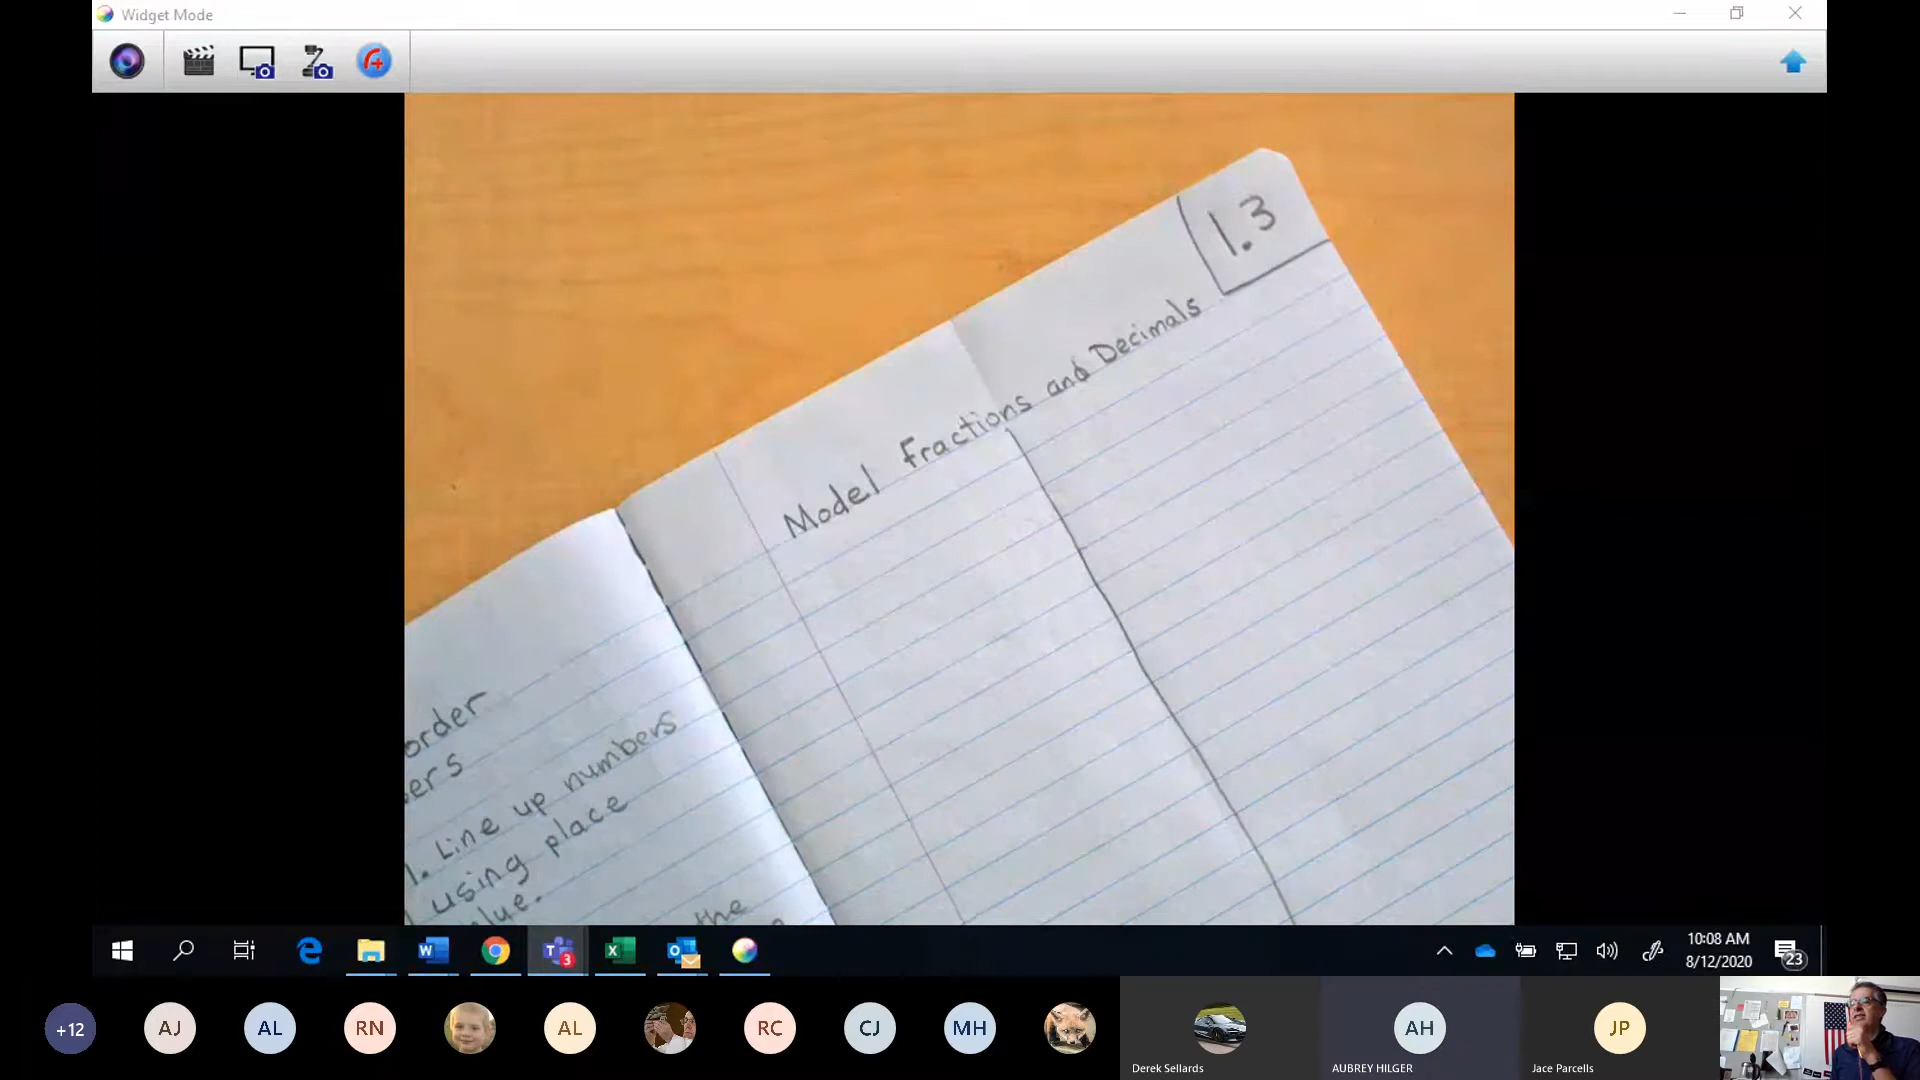 Widget Mode
1.3
Model Fractions and Decimals
order
ers
1. Line up numbers
using place
alue.
the
W
T
3
X
O
10:08 AM
8/12/2020
23
+12
AJ
AL
RN
AL
RC
CJ
MH
AH
JP
Derek Sellards
AUBREY HILGER
Jace Parcells